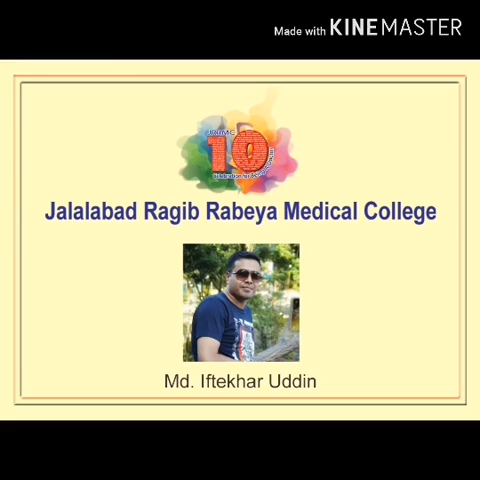 Made with KINEMASTER
JRRMC
10
Jalalabad Ragib Rabeya Medical College
Md. Iftekhar Uddin